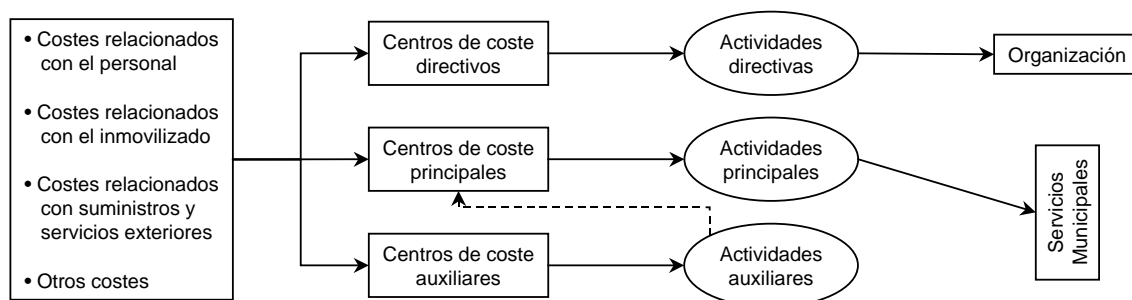 • Costes relacionados
con el personal
• Costes relacionados
con el inmovilizado
• Costes relacionados
con suministros y
servicios exteriores
• Otros costes
Centros de coste
directivos
Actividades
directivas
Organización
Centros de coste
principales
Actividades
principales
Servicios
Municipales
Centros de coste
auxiliares
Actividades
auxiliares